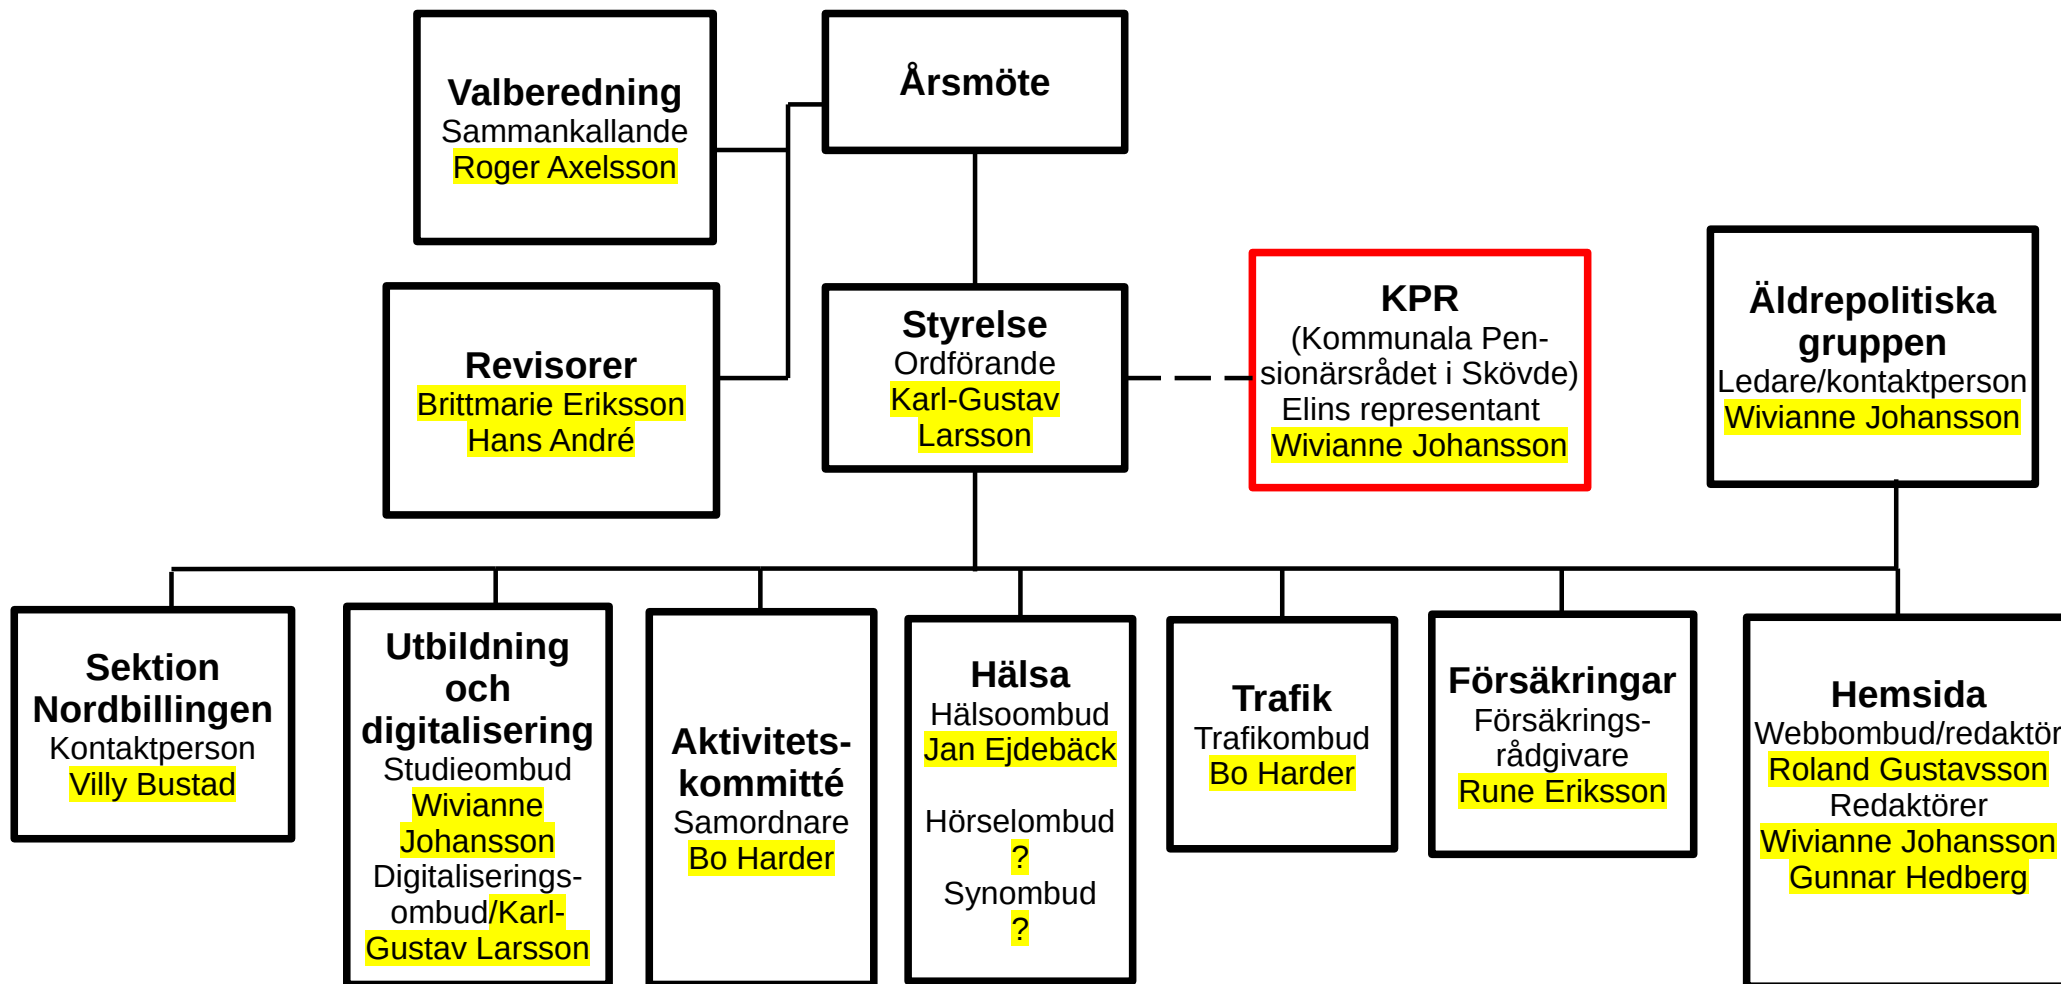 Valberedning
Sammankallande
Roger Axelsson
Årsmöte
Revisorer
Brittmarie Eriksson
Hans André
Styrelse
Ordförande
Karl-Gustav
Larsson
KPR
(Kommunala Pen-
sionärsrådet i Skövde)
Elins representant
Wivianne Johansson
Äldrepolitiska
gruppen
Ledare/kontaktperson
Wivianne Johansson
Sektion
Nordbillingen
Kontaktperson
Villy Bustad
Utbildning
och
digitalisering
Studieombud
Wivianne
Johansson
Digitaliserings-
ombud/Karl-
Gustav Larsson
Aktivitets-
kommitté
Samordnare
Bo Harder
Hälsa
Hälsoombud
Jan Ejdebäck
Hörselombud
?
Synombud
?
Trafik
Trafikombud
Bo Harder
Försäkringar
Försäkrings-
rådgivare
Rune Eriksson
Hemsida
Webbombud/redaktör
Roland Gustavsson
Redaktörer
Wivianne Johansson
Gunnar Hedberg